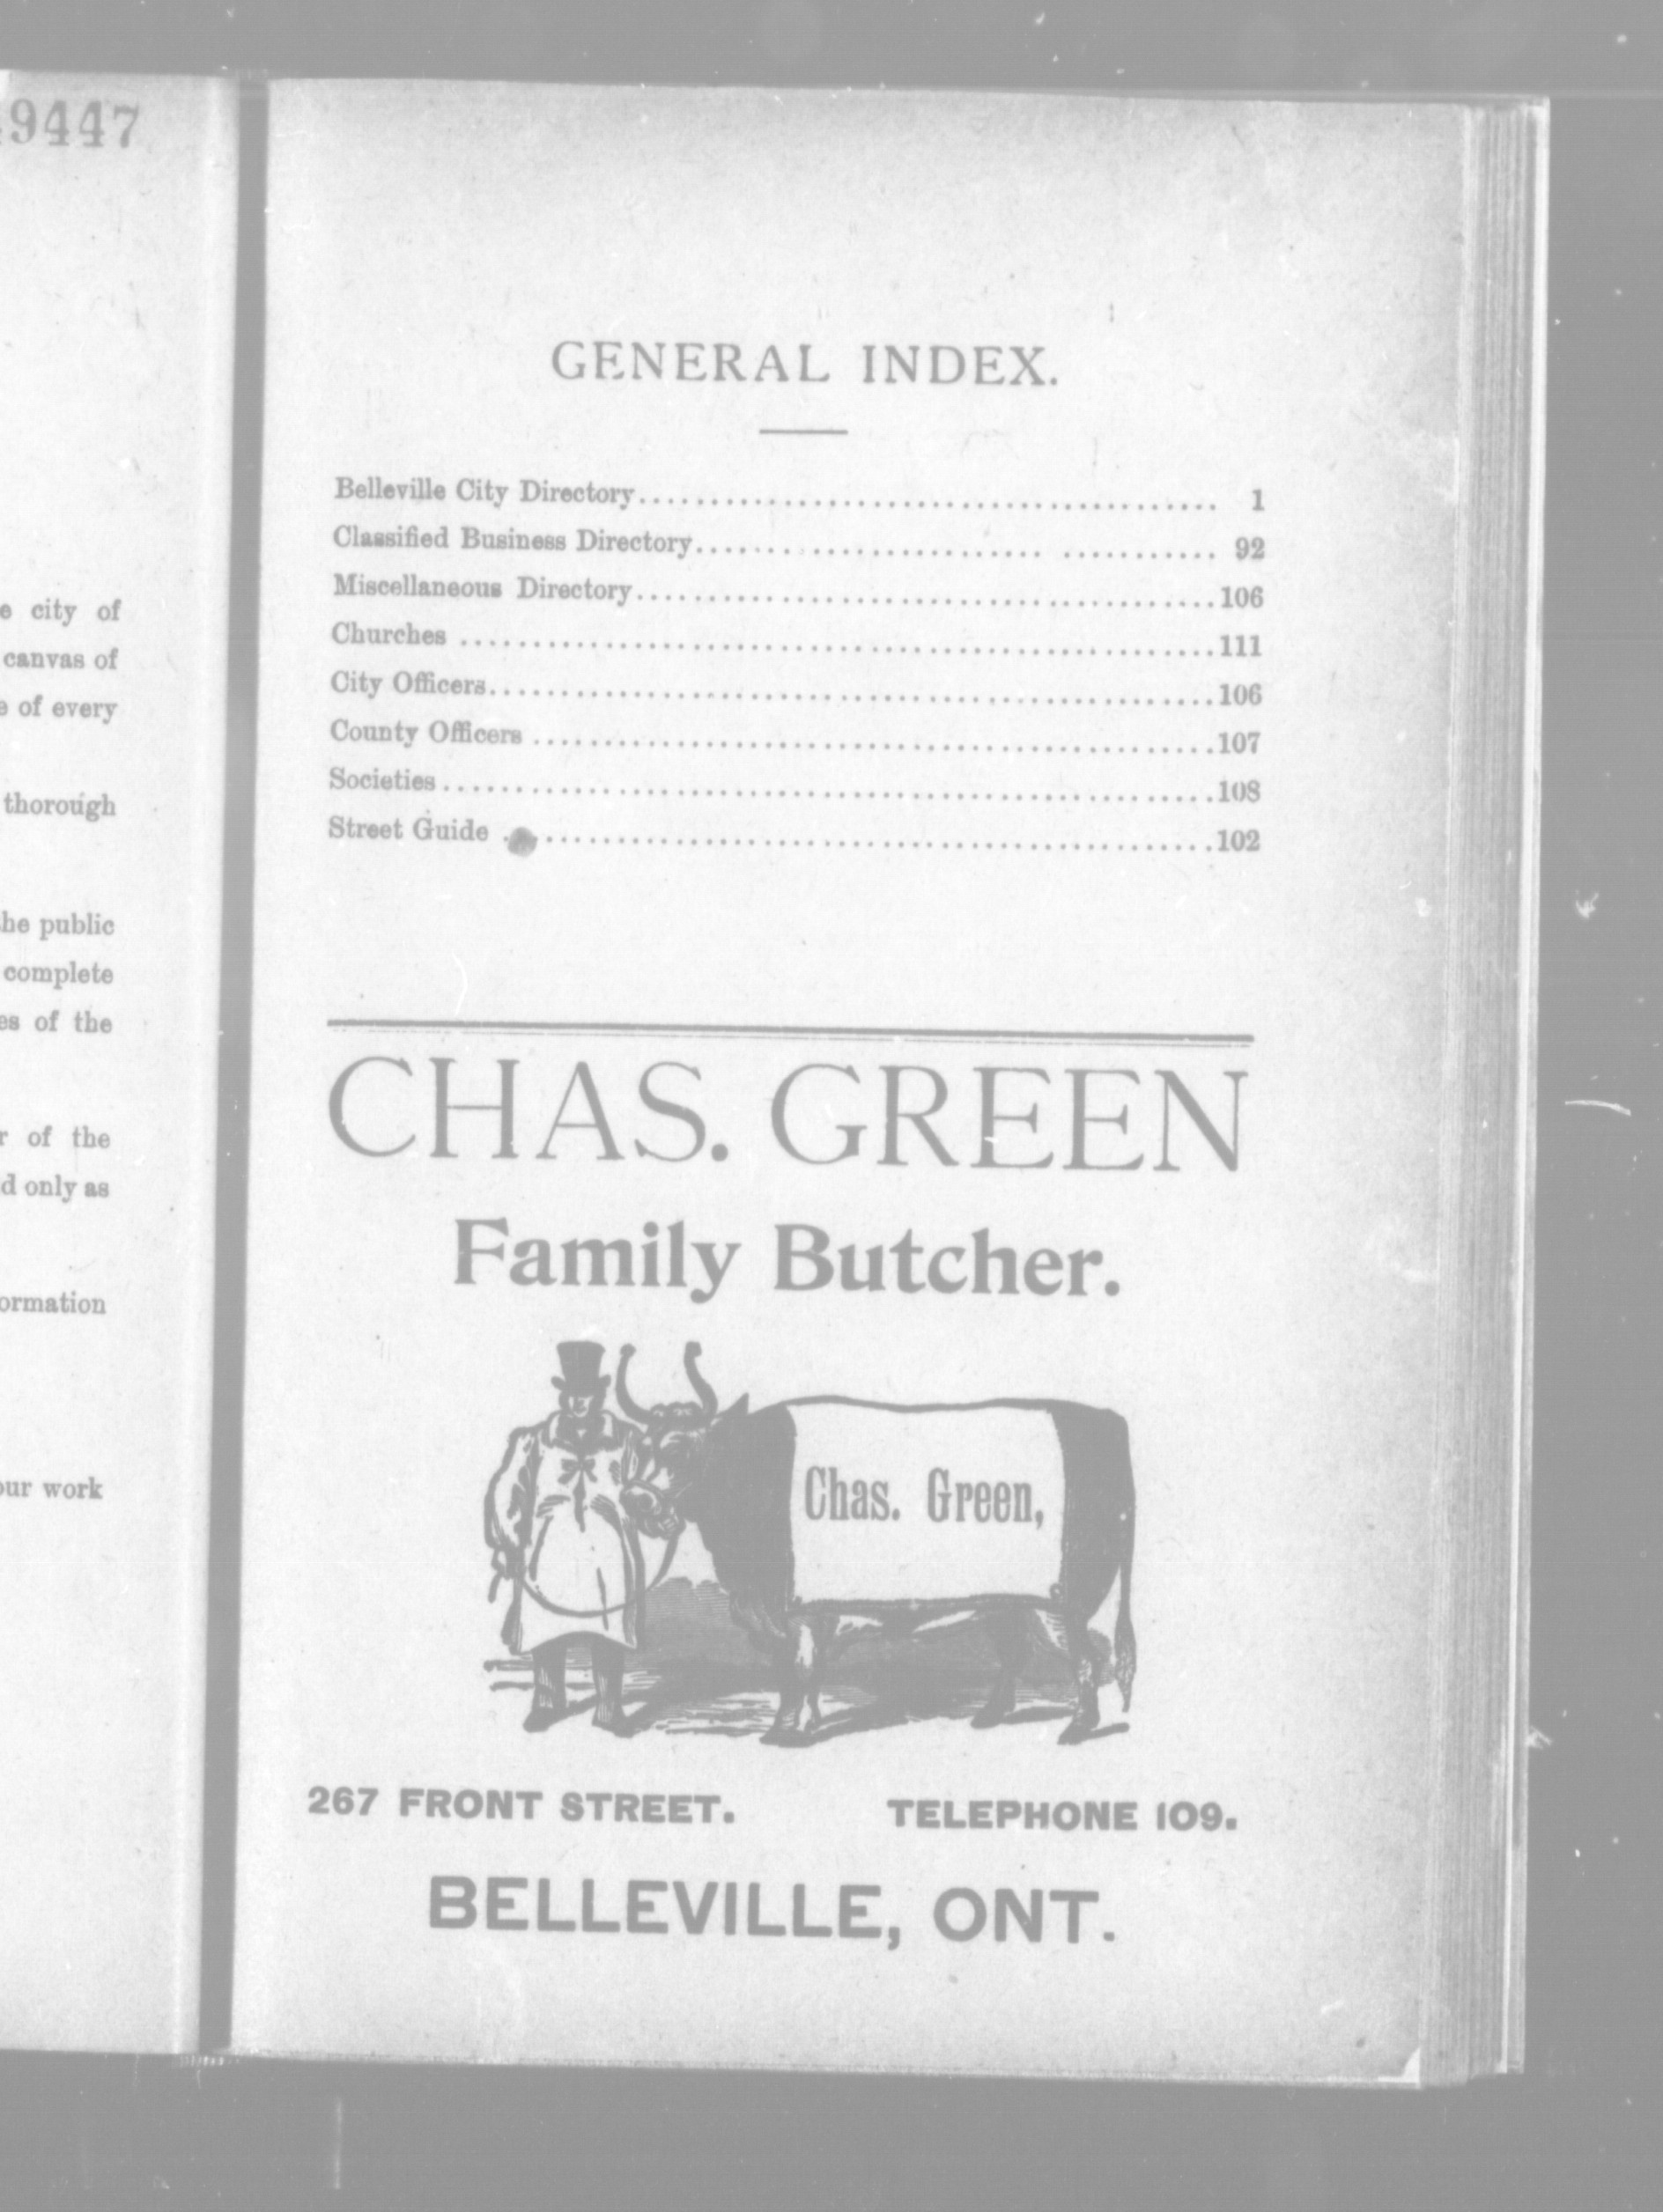 9447
city of
canvas of
of every
thorough
the public
complete
of the
of the
only as
our work
GENERAL INDEX.
Belleville City Directory........................................ 1
Classified Business Directory........................ ........... 92
Miscellaneous Directory........................................106
Churches .....................................................111
City Officers...................................................106
County Officers ................................................107
Societies......................................................108
Street Guide ..................................................102
CHAS. GREEN
Family Butcher.
Chas. Green,
267 FRONT STREET. TELEPHONE 109.
BELLEVILLE, ONT.